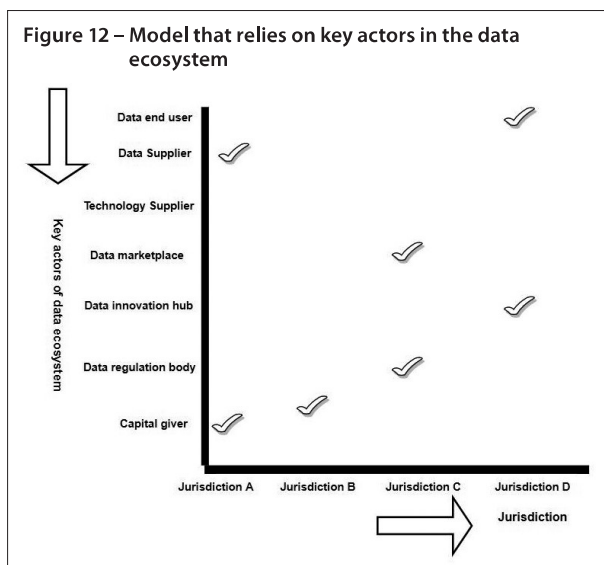 Figure 12 – Model that relies on key actors in the data
ecosystem
Data end user
Data Supplier
Technology Supplier
Data marketplace
Data innovation hub
Data regulation body
Capital giver
Key actors of data ecosystem
Jurisdiction A
Jurisdiction B
Jurisdiction C
Jurisdiction D
Jurisdiction